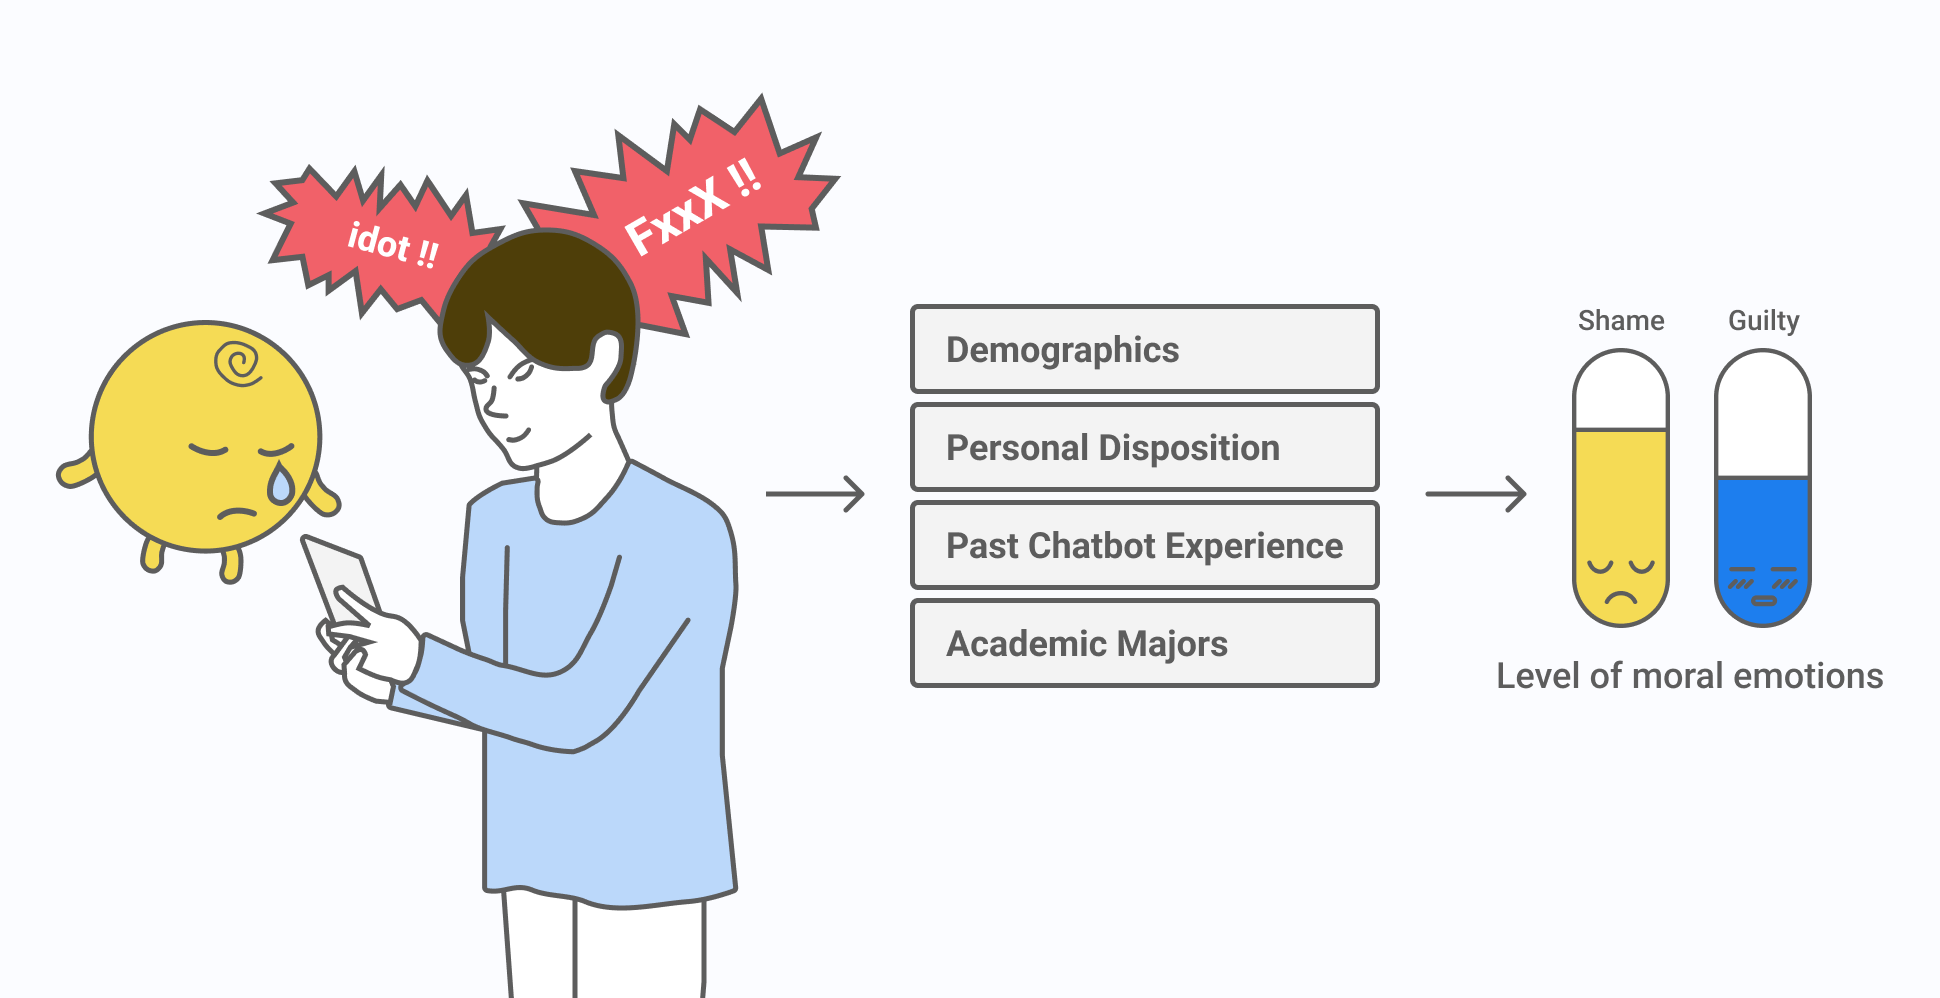 idot !!
FxxX !!
Demographics
Personal Disposition
Past Chatbot Experience
Academic Majors
Shame
Guilty
Level of moral emotions